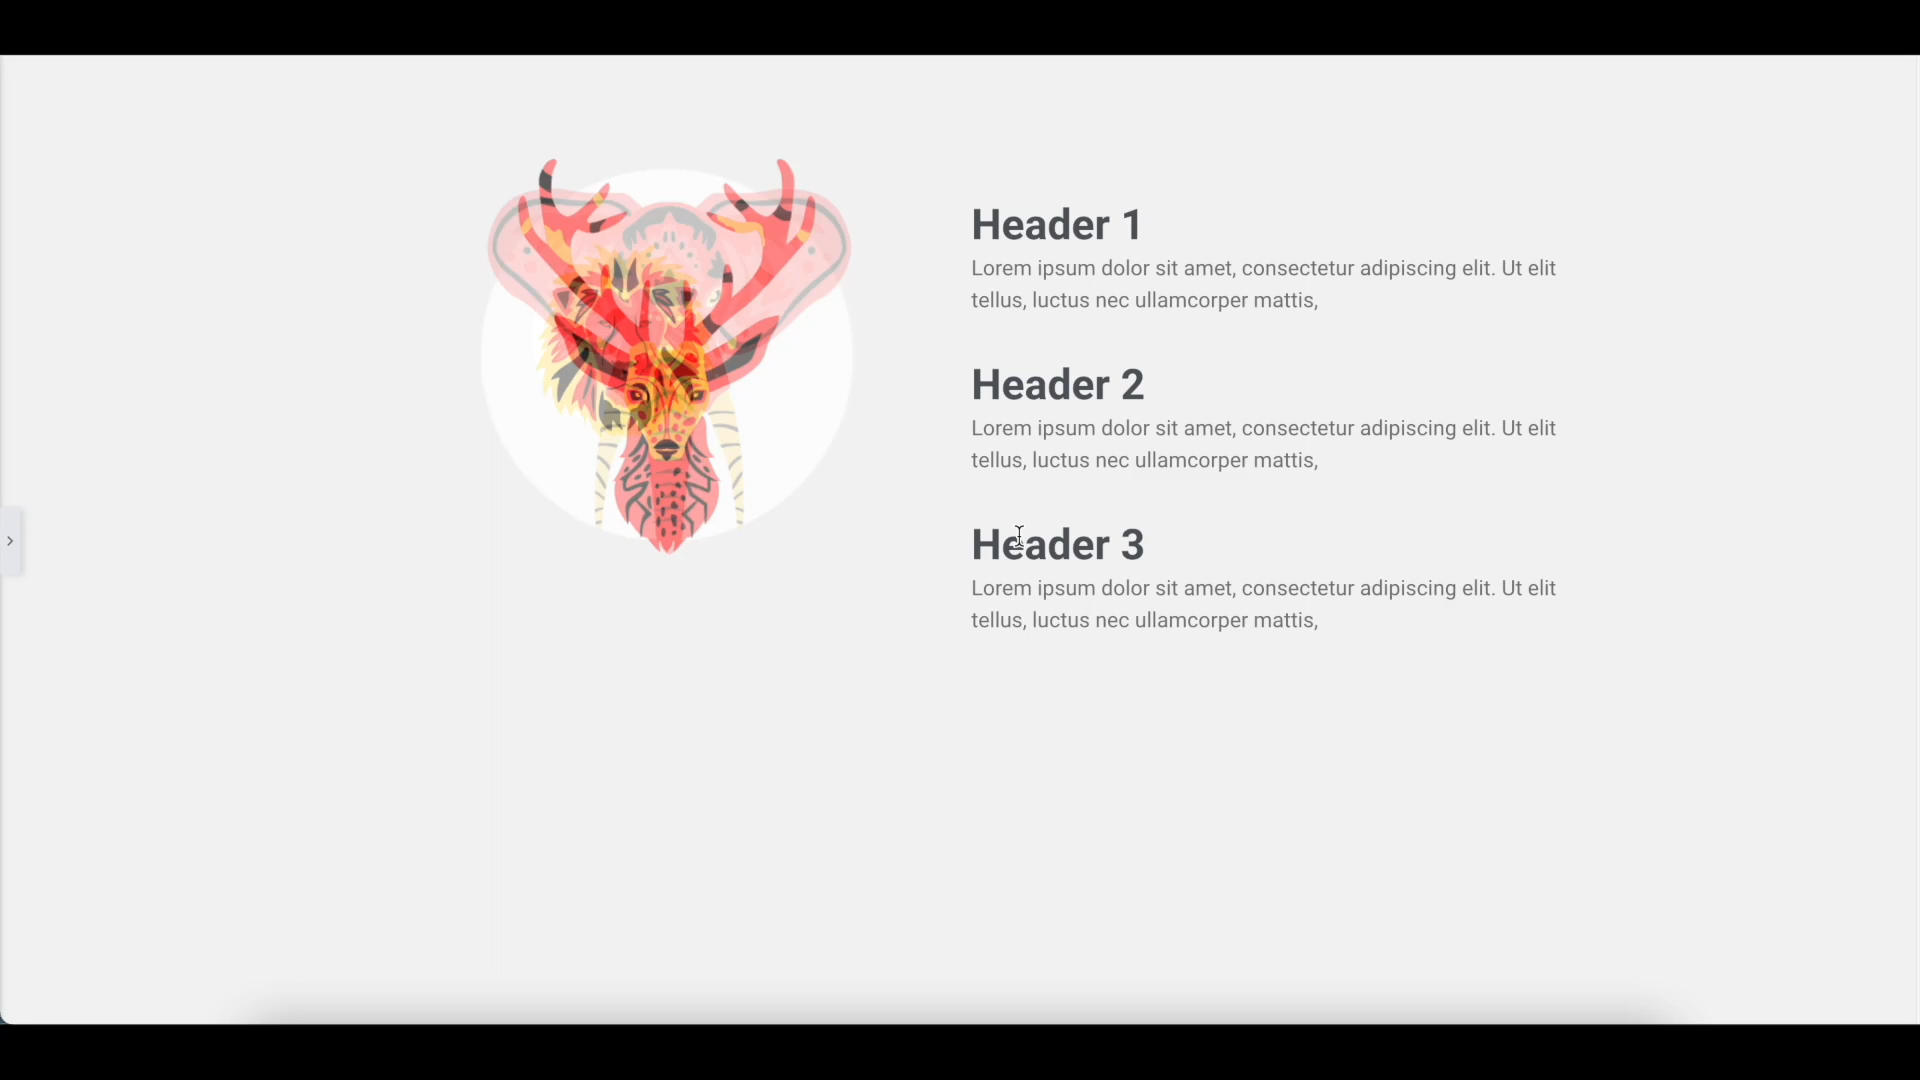 Header 1
Lorem ipsum dolor sit amet, consectetur adipiscing elit. Ut elit
tellus, luctus nec ullamcorper mattis,
Header 2
Lorem ipsum dolor sit amet, consectetur adipiscing elit. Ut elit
tellus, luctus nec ullamcorper mattis,
Header 3
Lorem ipsum dolor sit amet, consectetur adipiscing elit. Ut elit
tellus, luctus nec ullamcorper mattis,